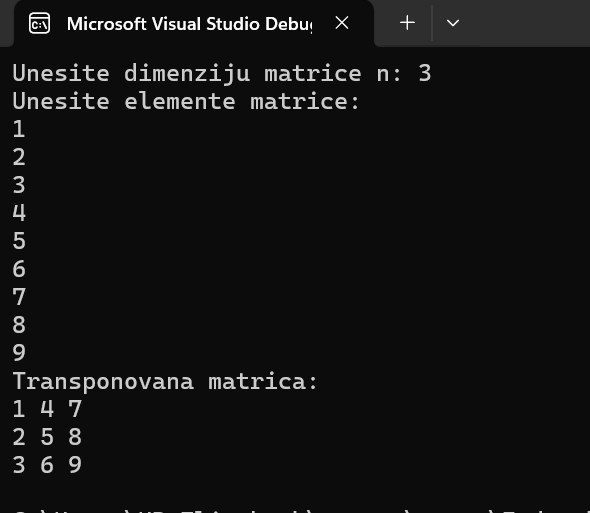 Microsoft Visual Studio
Unesite dimenziju matrice n: 3
Unesite elemente matrice:
1
2
3
4
5
6
7
8
9
Transponovana matrica:
1 4 7
2 5 8
3 6 9